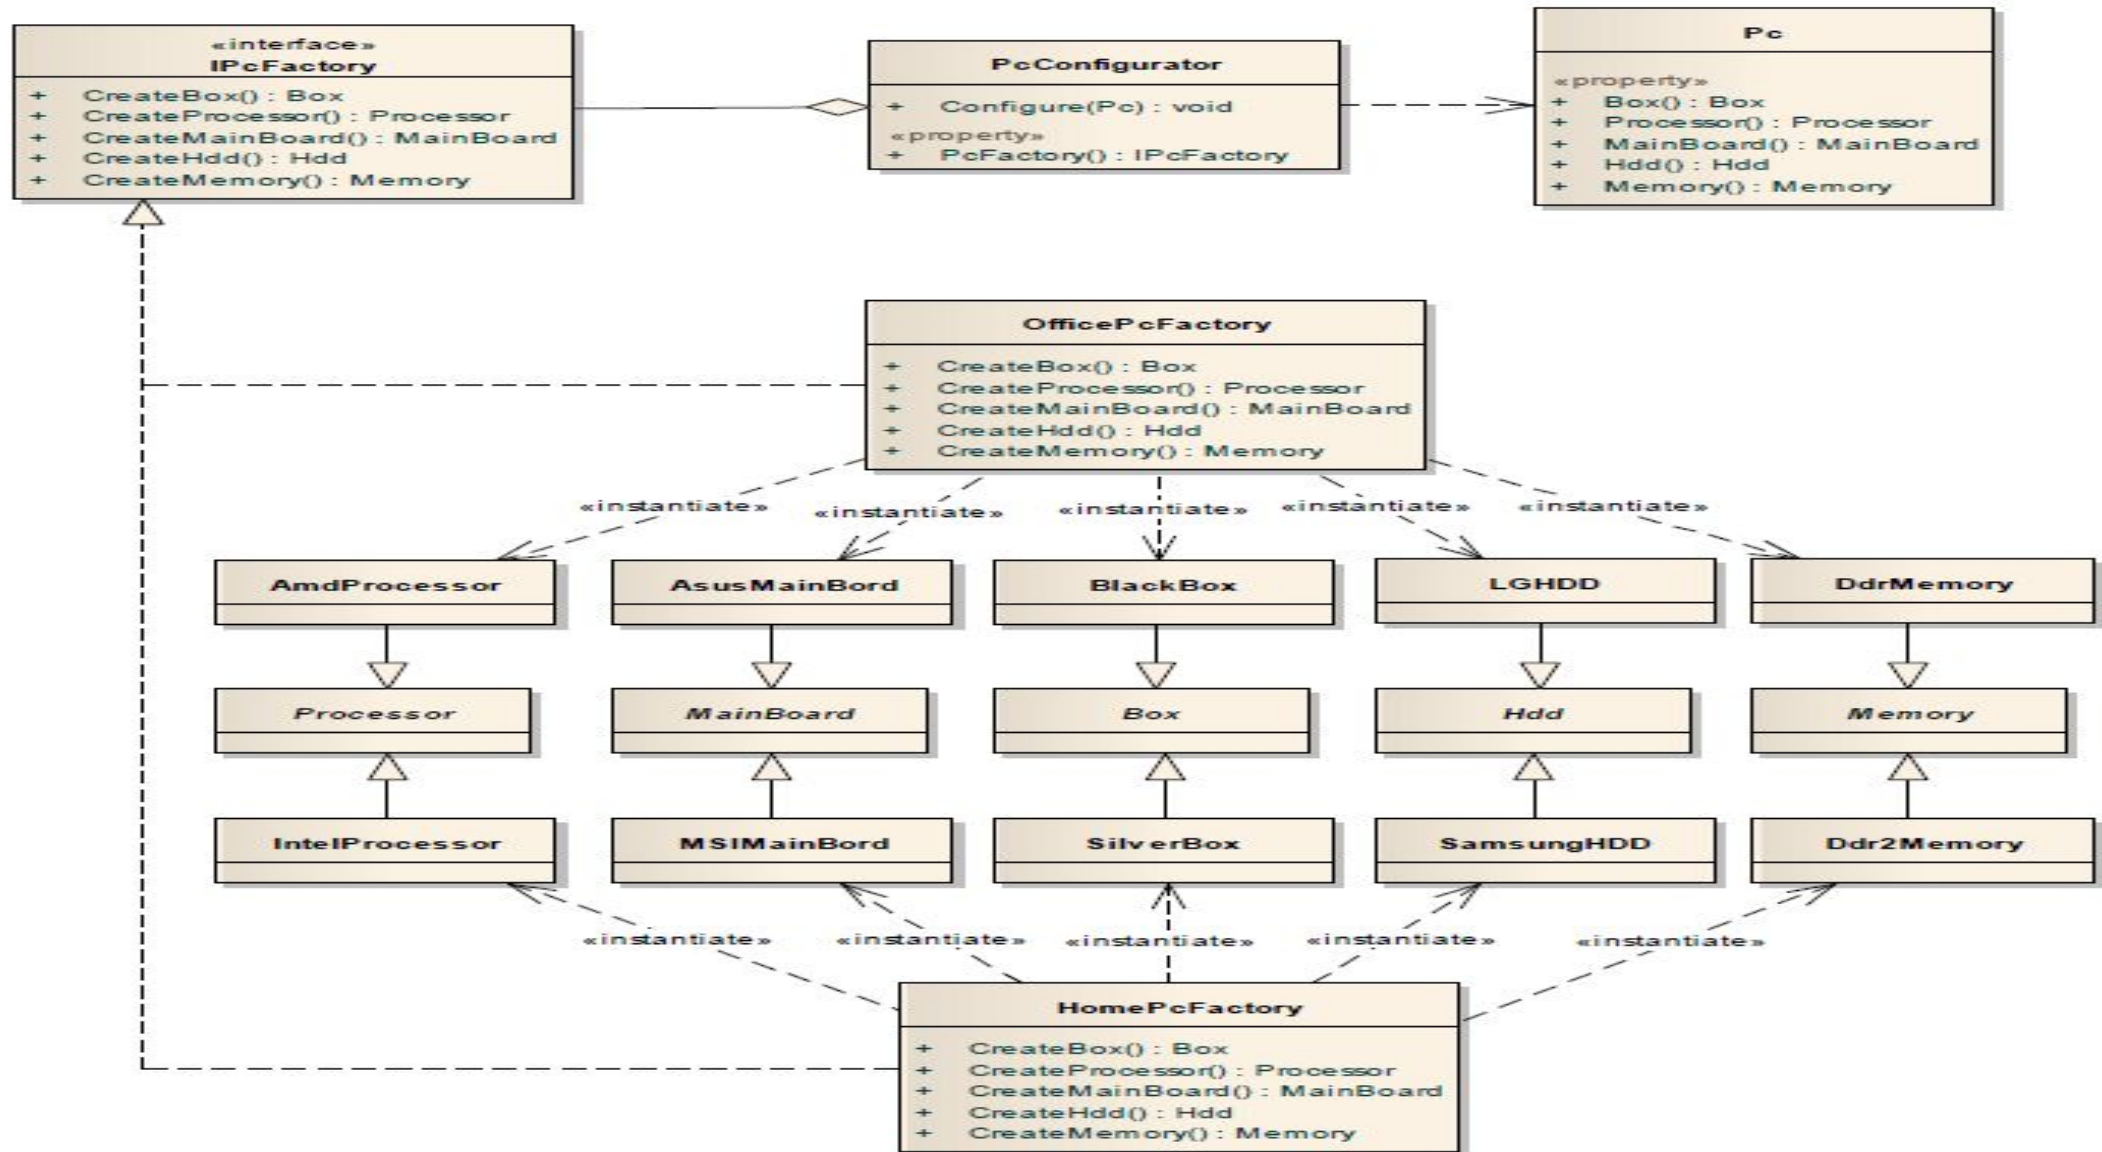 «interface»
IPcFactory
+ CreateBox() : Box
+ CreateProcessor() : Processor
+ CreateMainBoard() : MainBoard
+ CreateHdd() : Hdd
+ CreateMemory() : Memory
PcConfigurator
+ Configure(Pc) : void
«property»
+ PcFactory() : IPcFactory
Pc
«property»
+ Box() : Box
+ Processor() : Processor
+ MainBoard() : MainBoard
+ Hdd() : Hdd
+ Memory() : Memory
OfficePcFactory
+ CreateBox() : Box
+ CreateProcessor() : Processor
+ CreateMainBoard() : MainBoard
+ CreateHdd() : Hdd
+ CreateMemory() : Memory
«instantiate» «instantiate» «instantiate» «instantiate» «instantiate»
AmdProcessor AsusMainBord BlackBox LGHDD DdrMemory
Processor MainBoard Box Hdd Memory
IntelProcessor MSIMainBord SilverBox SamsungHDD Ddr2Memory
«instantiate» «instantiate» «instantiate» «instantiate» «instantiate»
HomePcFactory
+ CreateBox() : Box
+ CreateProcessor() : Processor
+ CreateMainBoard() : MainBoard
+ CreateHdd() : Hdd
+ CreateMemory() : Memory